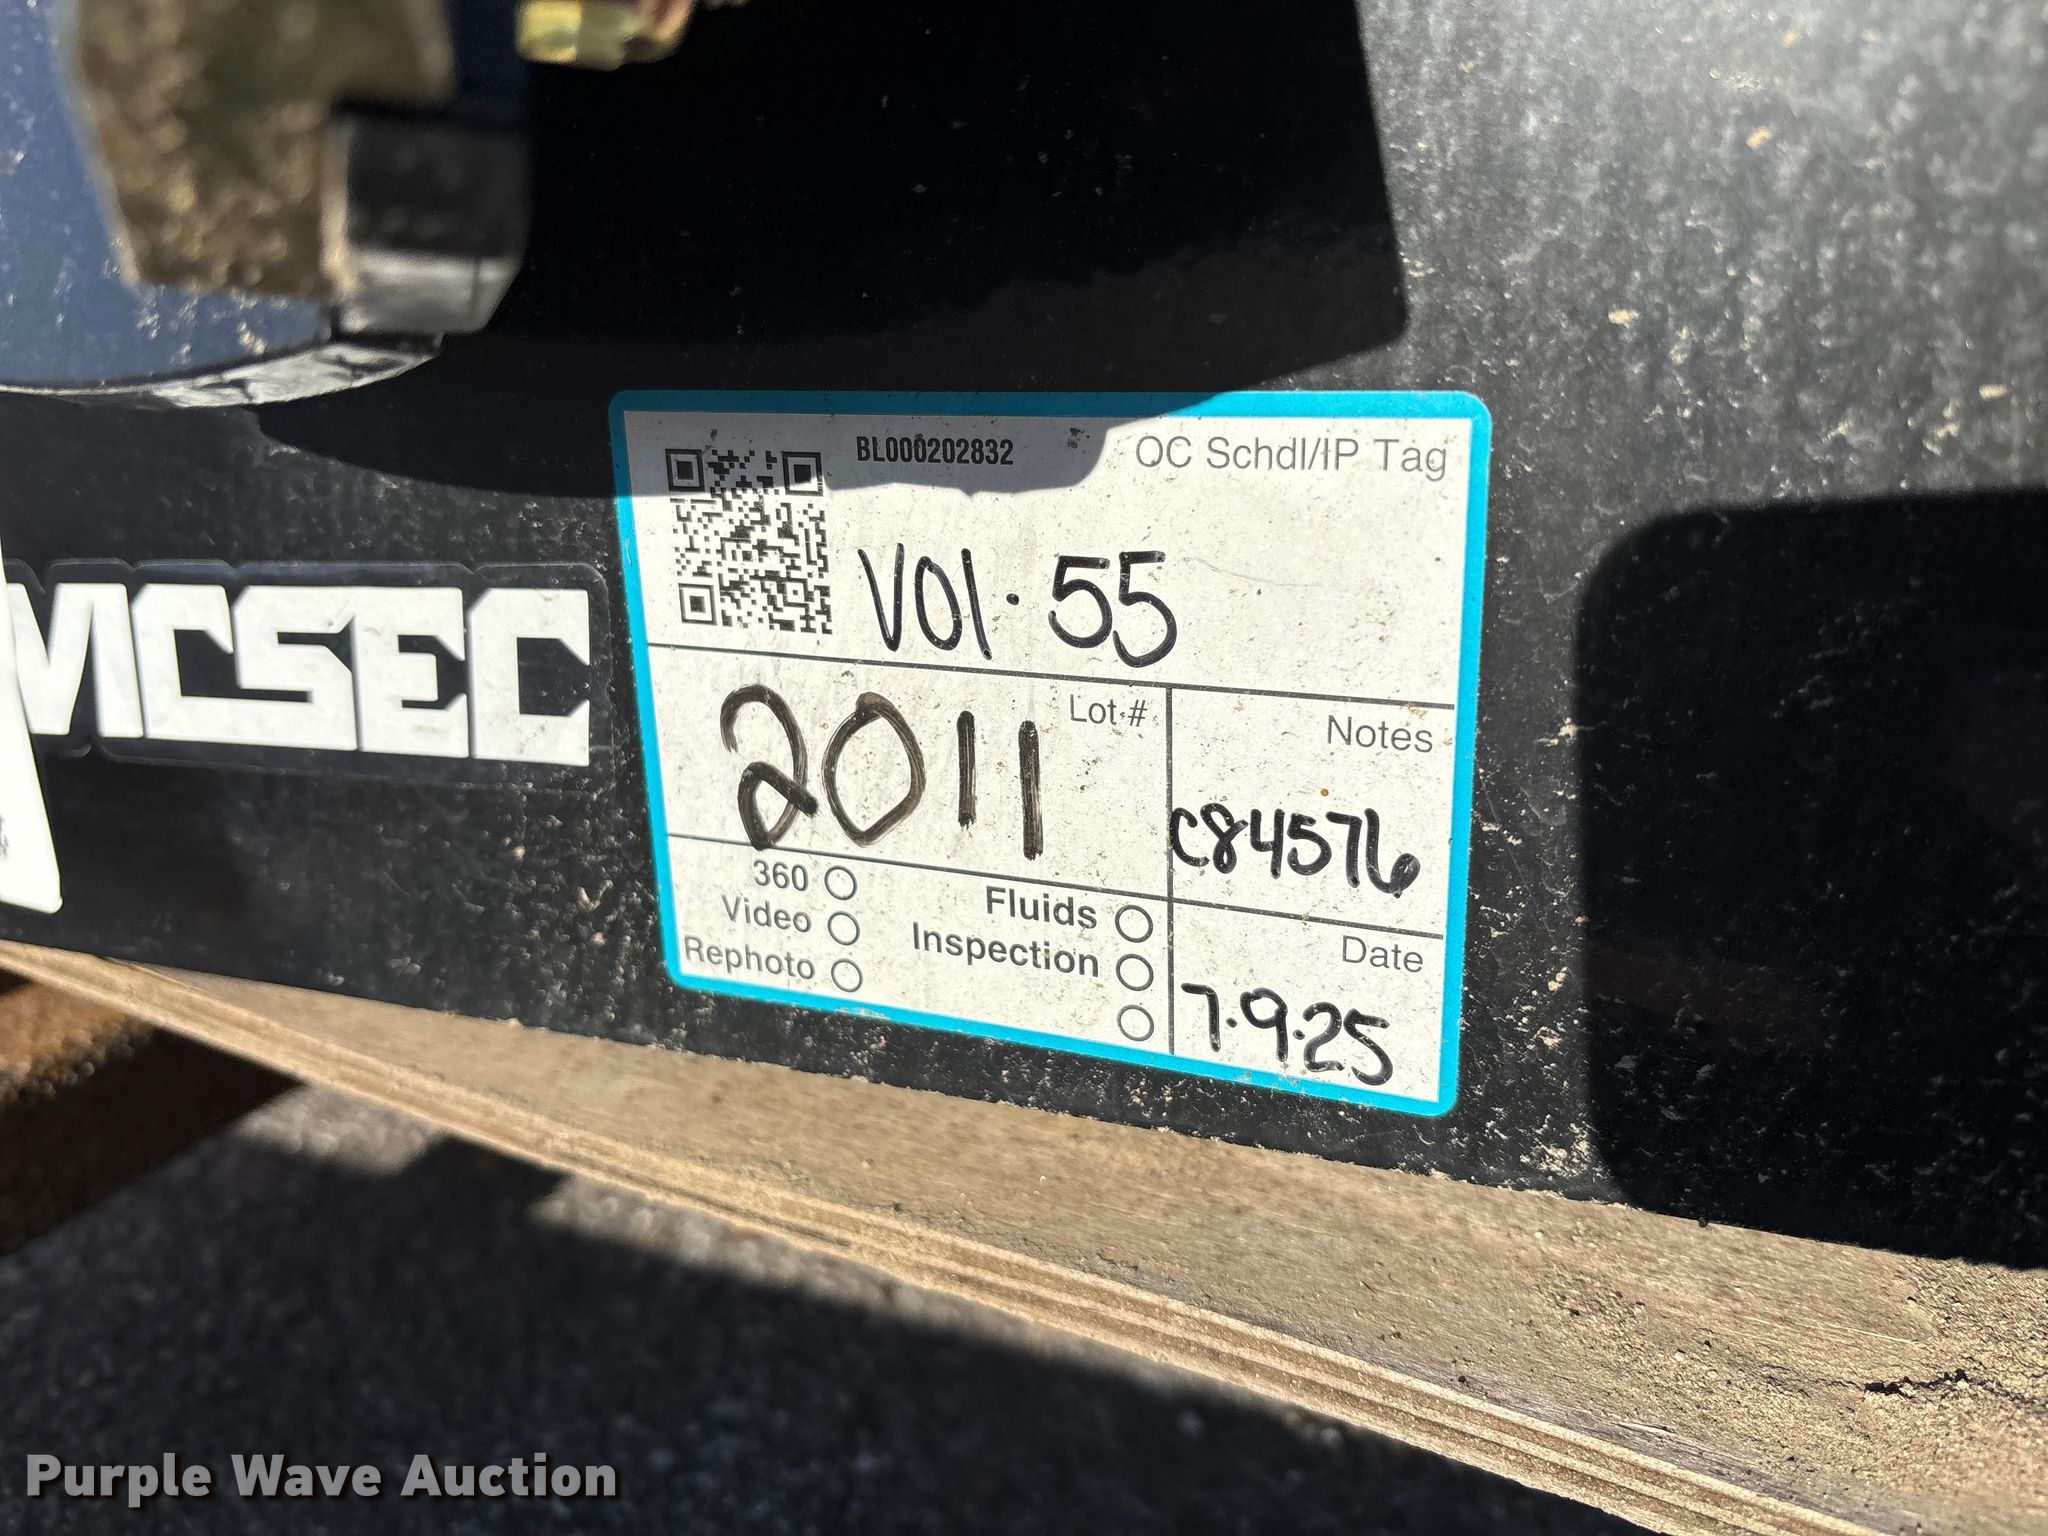 BL000202832
OC Schdl/IP Tag
VOI·55
Lot #
2011
Notes
C84576
360
Video
Rephoto
Fluids
Inspection
Date
7.9.25
MCSEC
Purple Wave Auction